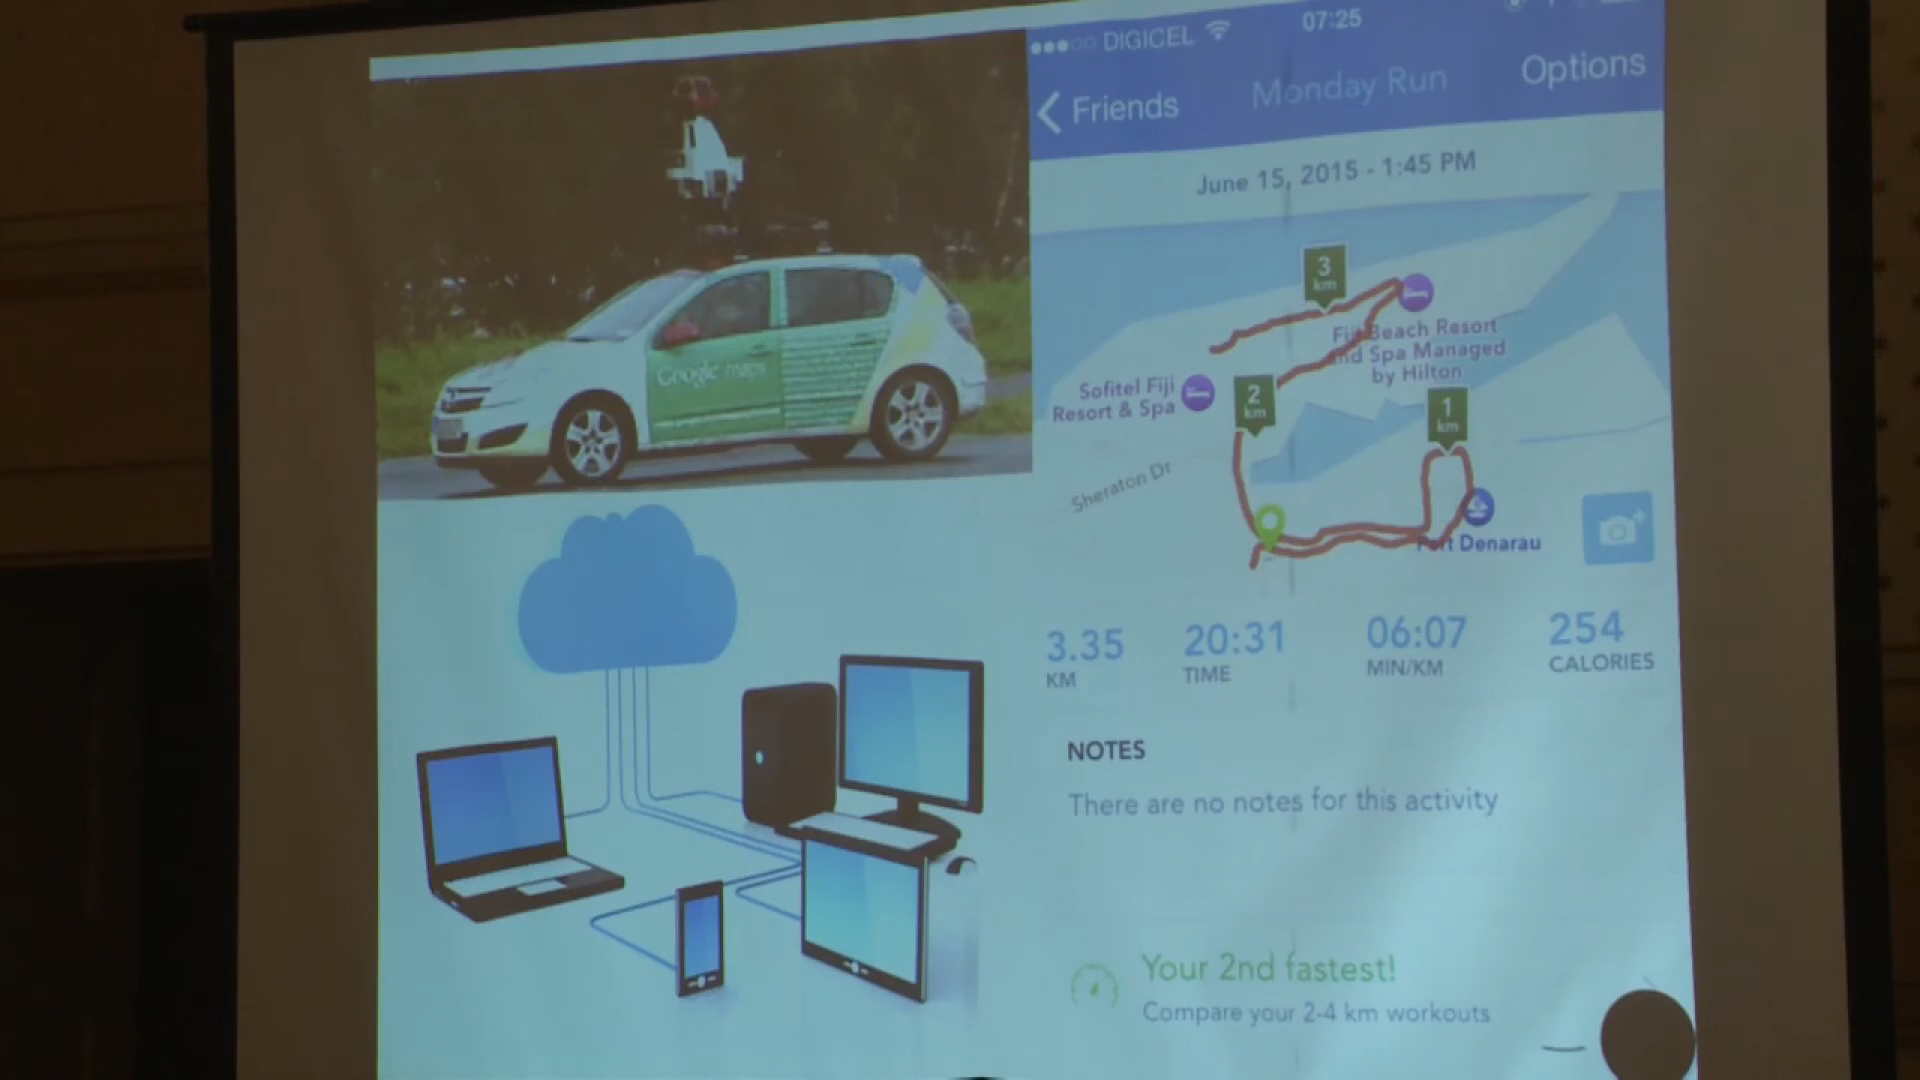 DIGICEL
07:25
Friends
Monday Run
Options
June 15, 2015 - 1:45 PM
3
km
Fiji Beach Resort
and Spa Managed
by Hilton
Sofitel Fiji
Resort & Spa
2
km
1
km
Sheraton Dr
Port Denarau
Google maps
3.35
KM
20:31
TIME
06:07
MIN/KM
254
CALORIES
NOTES
There are no notes for this activity
Your 2nd fastest!
Compare your 2-4 km workouts